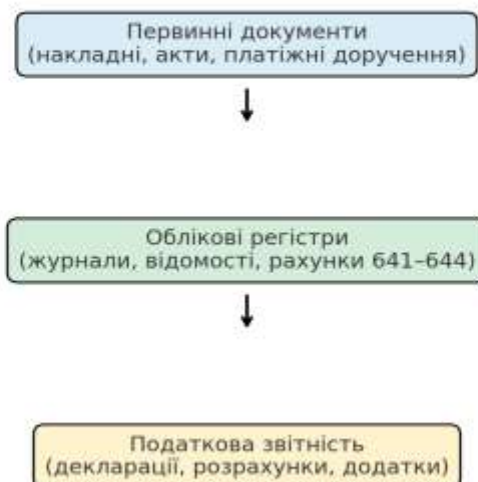 Первинні документи
(накладні, акти, платіжні доручення)
Облікові регістри
(журнали, відомості, рахунки 641–644)
Податкова звітність
(декларації, розрахунки, додатки)